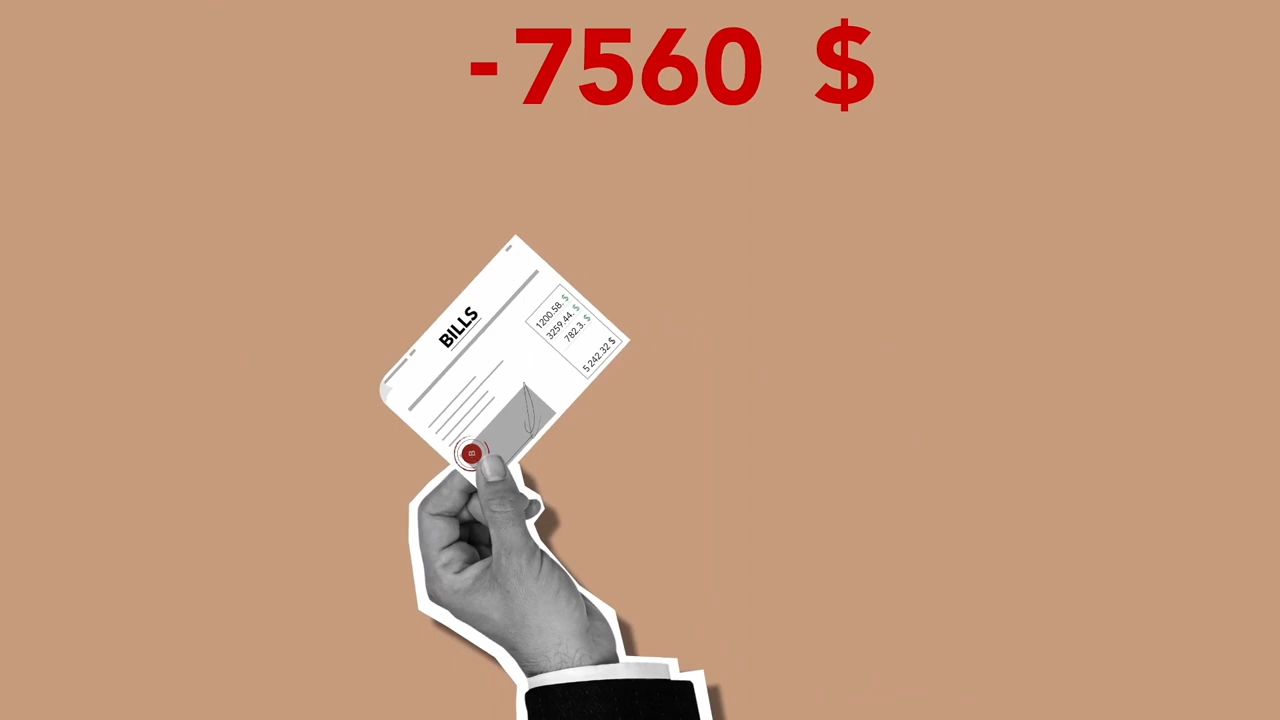 -7560 $
BILLS
1200.58. $
3259.44. $
782.3. $
5 242.32 $
B